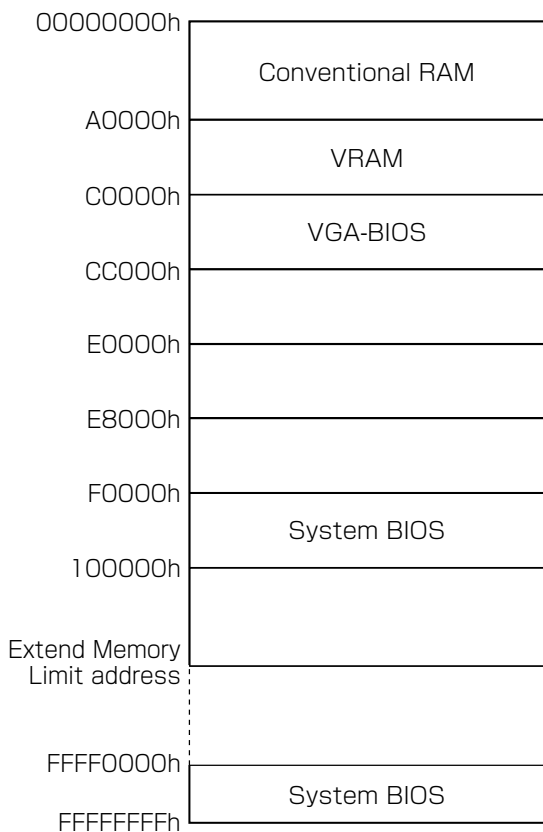 00000000h
Conventional RAM
A0000h
VRAM
C0000h
VGA-BIOS
CC000h
E0000h
E8000h
F0000h
System BIOS
100000h
Extend Memory
Limit address
FFFF0000h
System BIOS
FFFFFFFFh